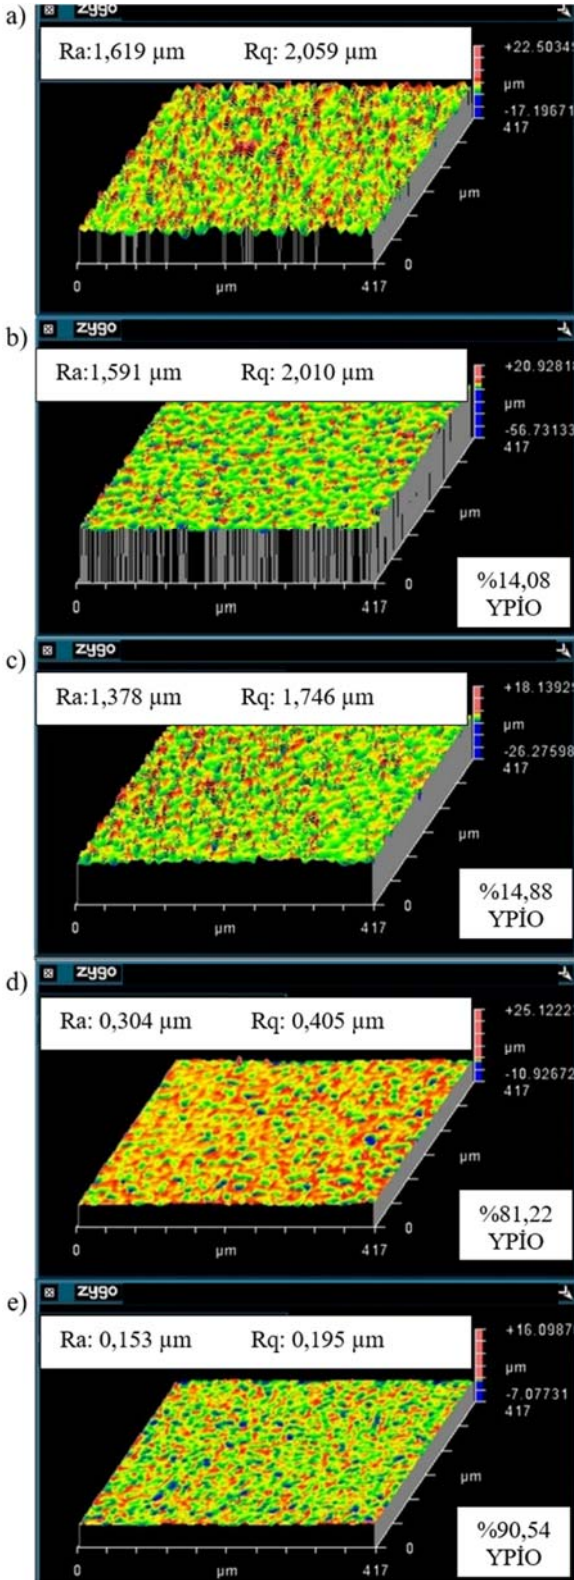 a)
zygo
Ra:1,619 µm Rq: 2,059 µm
+22.5034
µm
-17.19671
417
µm
0
0 µm 417
b)
zygo
Ra:1,591 µm Rq: 2,010 µm
+20.92818
µm
-56.73133
417
µm
0
0 µm 417
%14,08
YPİO
c)
zygo
Ra:1,378 µm Rq: 1,746 µm
+18.1392
µm
-26.27598
417
µm
0
0 µm 417
%14,88
YPİO
d)
zygo
Ra: 0,304 µm Rq: 0,405 µm
+25.1222
µm
-10.92672
417
µm
0
0 µm 417
%81,22
YPİO
e)
zygo
Ra: 0,153 µm Rq: 0,195 µm
+16.0987
µm
-7.07731
417
µm
0
0 µm 417
%90,54
YPİO